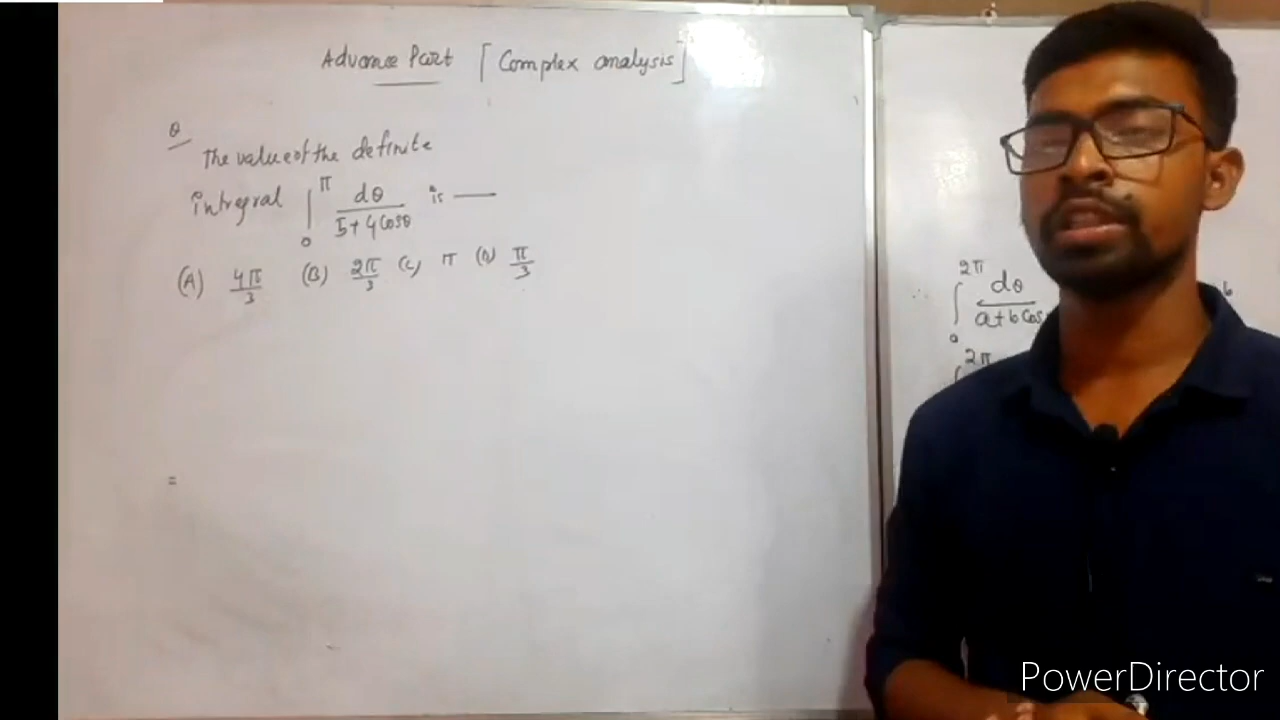 Advance Part [Complex analysis]
Q
The value of the definite
integral ∫₀^π dθ/(5+4Cosθ) is —
(A) 4π/3 (B) 2π/3 (C) π (D) π/3
=
∴ ∫₀^2π dθ/(a+bCos
2π
PowerDirector